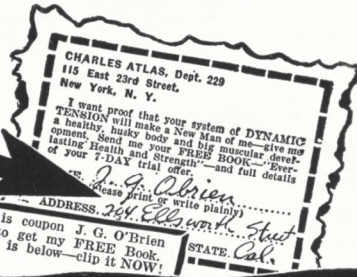 CHARLES ATLAS, Dept. 229
115 East 23rd Street,
New York, N. Y.
I want proof that your system of DYNAMIC
TENSION will make a New Man of me—give me
a healthy, husky body and big muscular devel-
opment. Send me your FREE BOOK—"Ever-
lasting Health and Strength"—and full details
of your 7-DAY trial offer.
E. J. G. Obrien
(Please print or write plainly)
ADDRESS. 204 Ellsworth Street
STATE. Cal.
is coupon J. G. O'Brien
to get my FREE Book.
is below—clip it NOW!